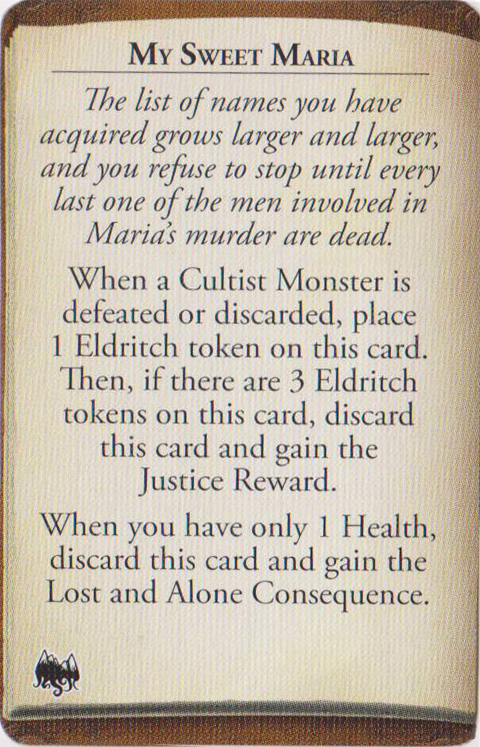 MY SWEET MARIA
The list of names you have
acquired grows larger and larger,
and you refuse to stop until every
last one of the men involved in
Maria's murder are dead.
When a Cultist Monster is
defeated or discarded, place
1 Eldritch token on this card.
Then, if there are 3 Eldritch
tokens on this card, discard
this card and gain the
Justice Reward.
When you have only 1 Health,
discard this card and gain the
Lost and Alone Consequence.